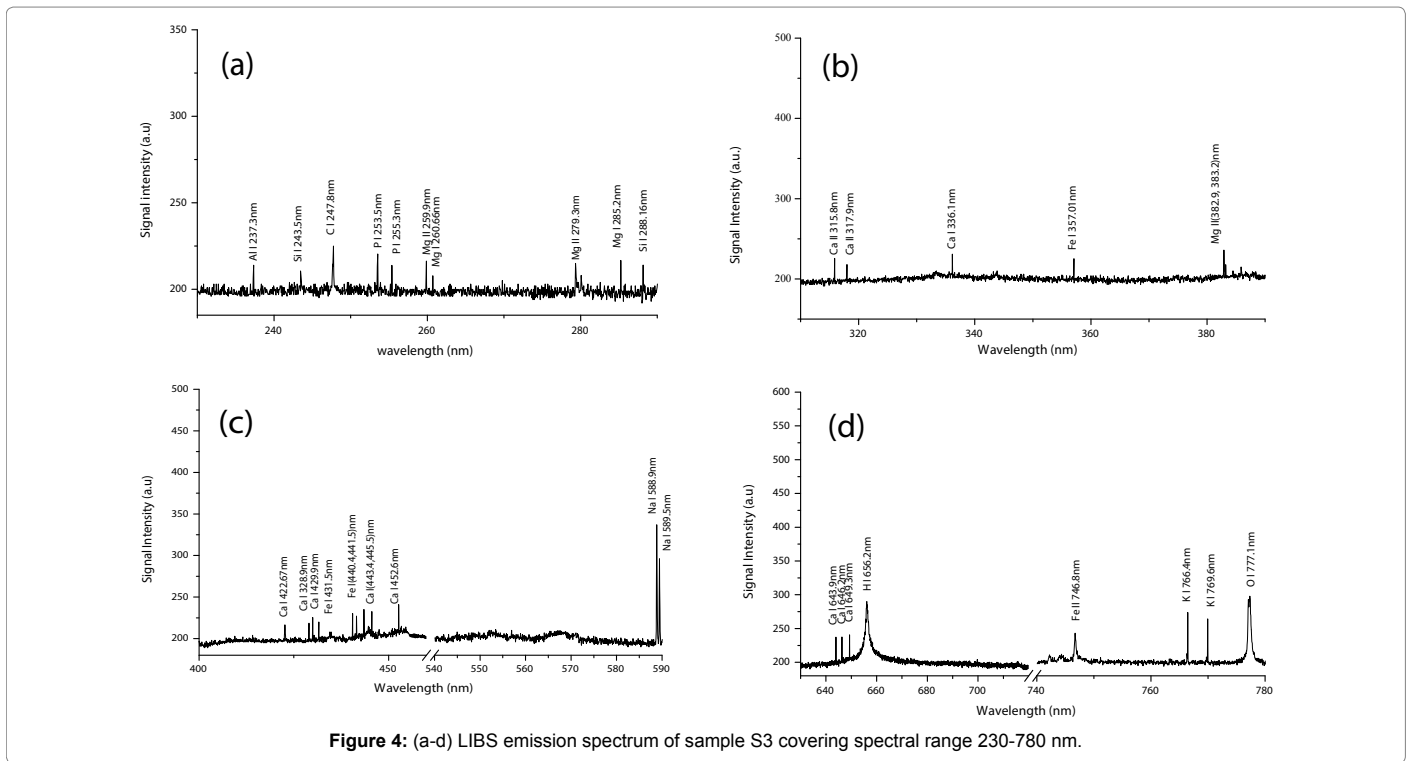 (a)
350
300
250
200
Signal intensity (a.u)
Al I 237.3nm
Si I 243.5nm
C I 247.8nm
P I 253.5nm
P I 255.3nm
Mg II 259.9nm
Mg I 260.66nm
Mg II 279.3nm
Mg I 285.2nm
Si I 288.16nm
240
260
280
wavelength (nm)
(b)
500
400
300
200
Signal Intensity (a.u.)
Ca II 315.8nm
Ca II 317.9nm
Ca I 336.1nm
Fe I 357.01nm
Mg II(382.9, 383.2)nm
320
340
360
380
Wavelength (nm)
(c)
500
450
400
350
300
250
200
Signal Intensity (a.u)
Ca I 422.67nm
Ca I 328.9nm
Ca I 429.9nm
Fe I 431.5nm
Fe I(440.4,441.5)nm
Ca I(443.4,445.5)nm
Ca I 452.6nm
Na I 588.9nm
Na I 589.5nm
400
450
540
550
560
570
580
590
Wavelength (nm)
(d)
600
550
500
450
400
350
300
250
200
Signal Intensity (a.u)
Ca I 643.9nm
Ca I 646.2nm
Ca I 649.3nm
H I 656.2nm
Fe II 746.8nm
K I 766.4nm
K I 769.6nm
O I 777.1nm
640
660
680
700
740
760
780
Wavelength (nm)
Figure 4: (a-d) LIBS emission spectrum of sample S3 covering spectral range 230-780 nm.